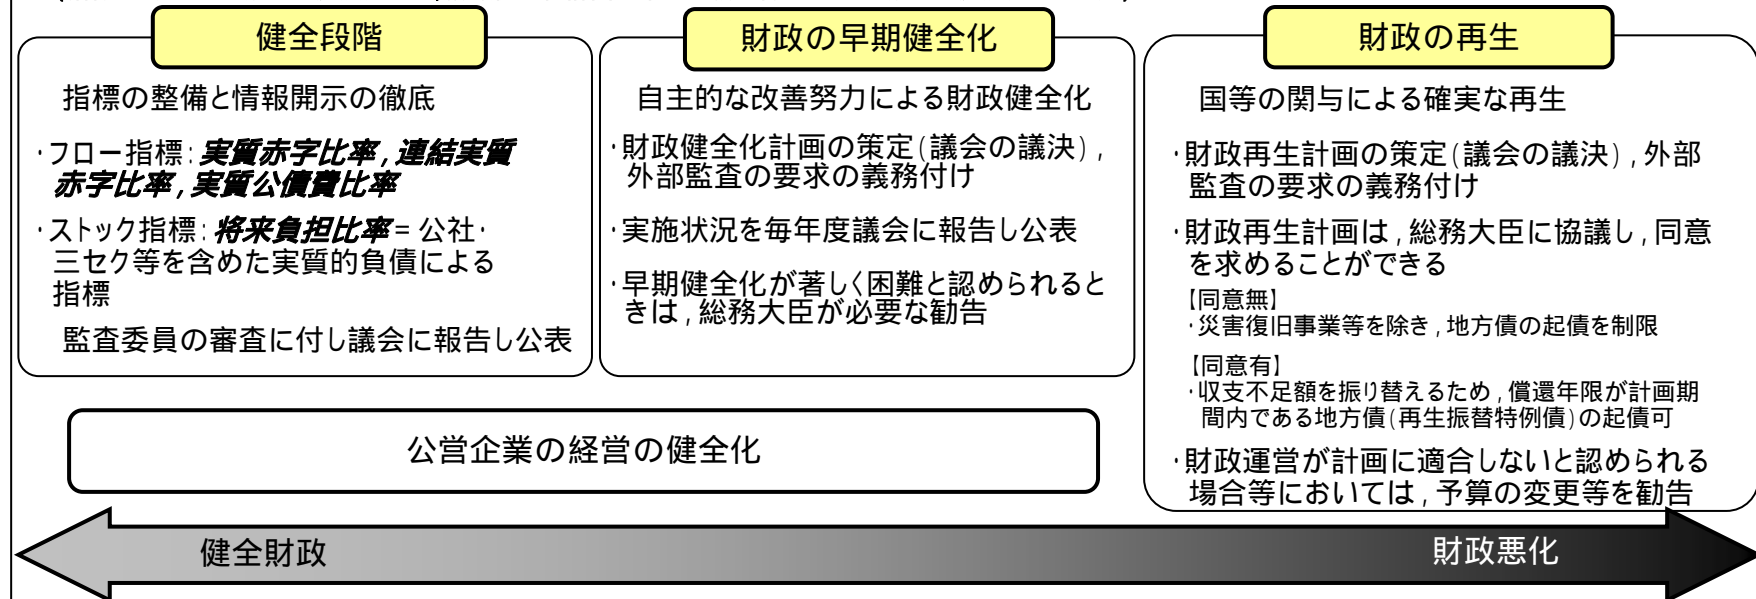 健全段階
指標の整備と情報開示の徹底
・フロー指標：実質赤字比率，連結実質
赤字比率，実質公債費比率
・ストック指標：将来負担比率＝公社・
三セク等を含めた実質的負債による
指標
監査委員の審査に付し議会に報告し公表
財政の早期健全化
自主的な改善努力による財政健全化
・財政健全化計画の策定（議会の議決），
外部監査の要求の義務付け
・実施状況を毎年度議会に報告し公表
・早期健全化が著しく困難と認められると
きは，総務大臣が必要な勧告
財政の再生
国等の関与による確実な再生
・財政再生計画の策定（議会の議決），外部
監査の要求の義務付け
・財政再生計画は，総務大臣に協議し，同意
を求めることができる
【同意無】
・災害復旧事業等を除き，地方債の起債を制限
【同意有】
・収支不足額を振り替えるため，償還年限が計画期
間内である地方債（再生振替特例債）の起債可
・財政運営が計画に適合しないと認められる
場合等においては，予算の変更等を勧告
公営企業の経営の健全化
健全財政
財政悪化